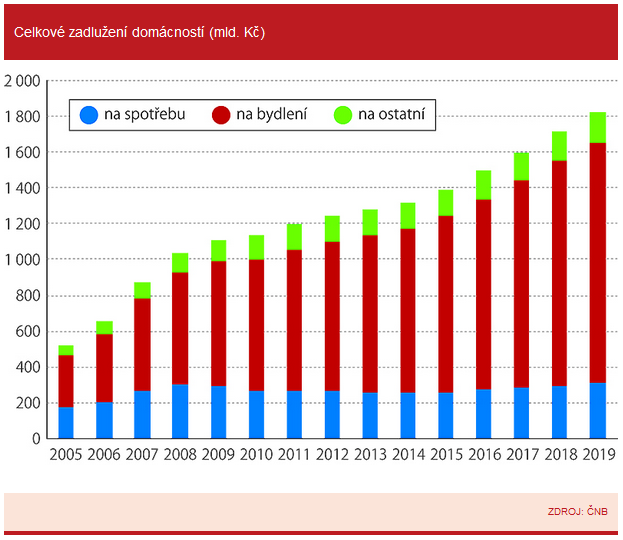 Celkové zadlužení domácností (mld. Kč)
2 000
na spotřebu na bydlení na ostatní
1 800
1 600
1 400
1 200
1 000
800
600
400
200
0
2005 2006 2007 2008 2009 2010 2011 2012 2013 2014 2015 2016 2017 2018 2019
ZDROJ: ČNB